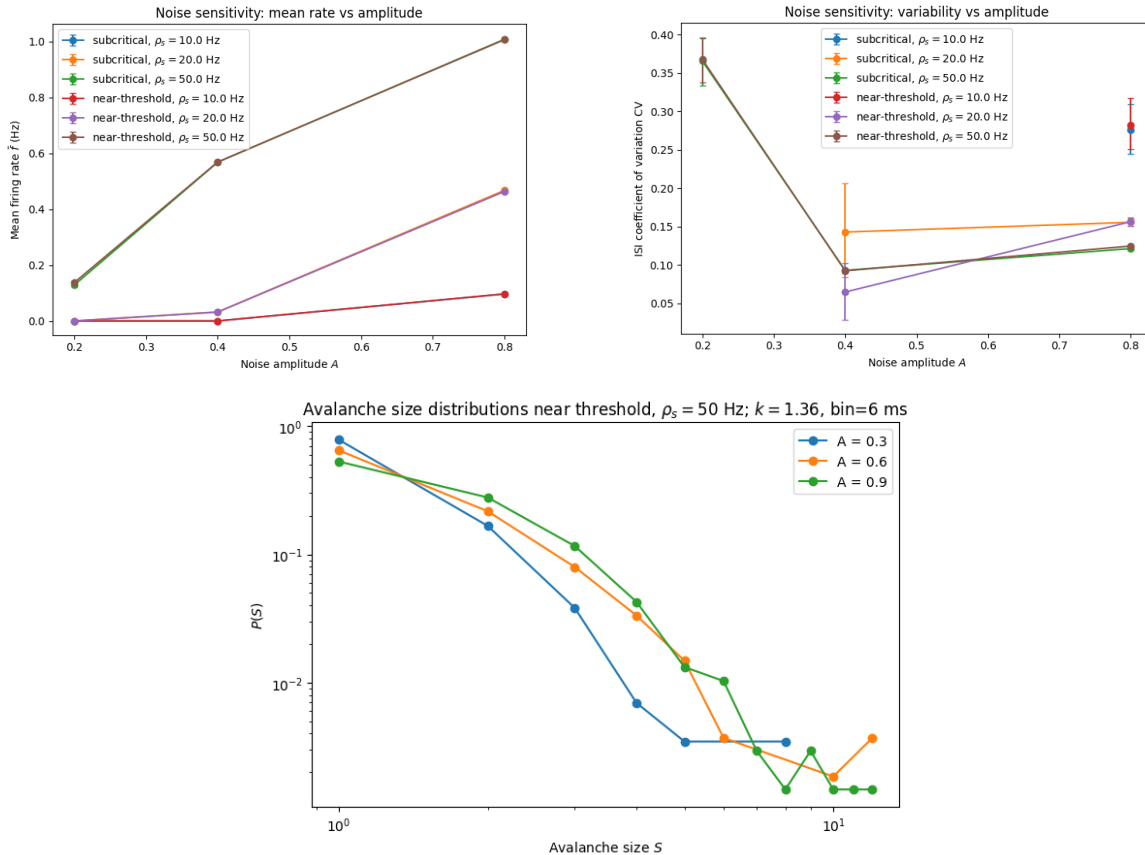 Noise sensitivity: mean rate vs amplitude
1.0
0.8
0.6
0.4
0.2
0.0
Mean firing rate f̄ (Hz)
subcritical, ρs = 10.0 Hz
subcritical, ρs = 20.0 Hz
subcritical, ρs = 50.0 Hz
near-threshold, ρs = 10.0 Hz
near-threshold, ρs = 20.0 Hz
near-threshold, ρs = 50.0 Hz
0.2 0.3 0.4 0.5 0.6 0.7 0.8
Noise amplitude A
Noise sensitivity: variability vs amplitude
0.40
0.35
0.30
0.25
0.20
0.15
0.10
0.05
ISI coefficient of variation CV
subcritical, ρs = 10.0 Hz
subcritical, ρs = 20.0 Hz
subcritical, ρs = 50.0 Hz
near-threshold, ρs = 10.0 Hz
near-threshold, ρs = 20.0 Hz
near-threshold, ρs = 50.0 Hz
0.2 0.3 0.4 0.5 0.6 0.7 0.8
Noise amplitude A
Avalanche size distributions near threshold, ρs = 50 Hz; k = 1.36, bin=6 ms
10⁰
10⁻¹
10⁻²
P(S)
A = 0.3
A = 0.6
A = 0.9
10⁰ 10¹
Avalanche size S